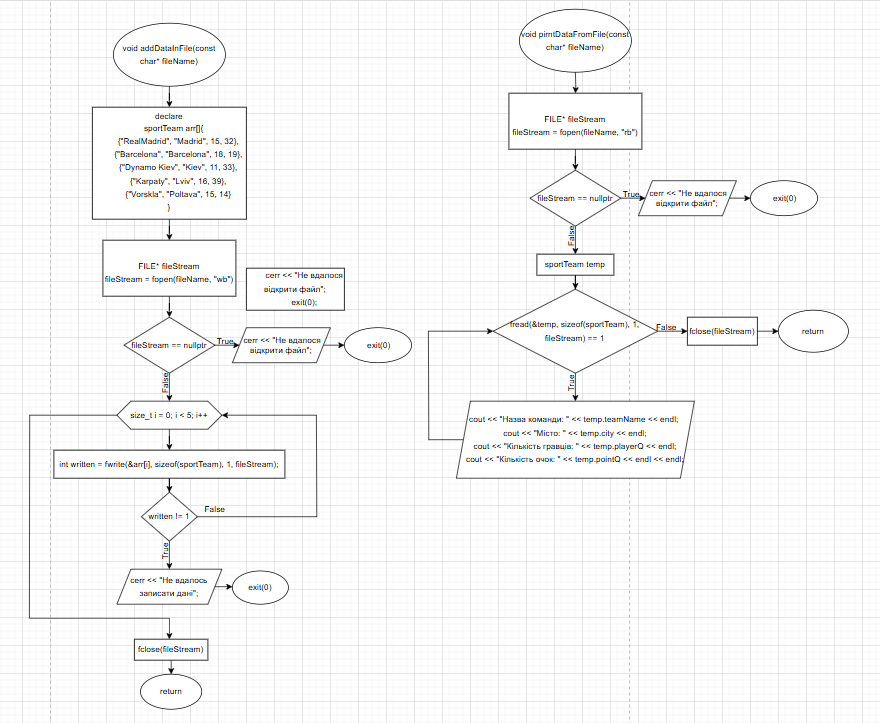 void addDataInFile(const
char* fileName)
declare
sportTeam arr[]{
{"RealMadrid", "Madrid", 15, 32},
{"Barcelona", "Barcelona", 18, 19},
{"Dynamo Kiev", "Kiev", 11, 33},
{"Karpaty", "Lviv", 16, 39},
{"Vorskla", "Poltava", 15, 14}
}
FILE* fileStream
fileStream = fopen(fileName, "wb")
cerr << "Не вдалося
відкрити файл";
exit(0);
fileStream == nullptr
True
cerr << "Не вдалося
відкрити файл";
exit(0)
False
size_t i = 0; i < 5; i++
int written = fwrite(&arr[i], sizeof(sportTeam), 1, fileStream);
written != 1
False
True
cerr << "Не вдалось
записати дані";
exit(0)
fclose(fileStream)
return
void pirntDataFromFile(const
char* fileName)
FILE* fileStream
fileStream = fopen(fileName, "rb")
fileStream == nullptr
True
cerr << "Не вдалося
відкрити файл";
exit(0)
False
sportTeam temp
fread(&temp, sizeof(sportTeam), 1,
fileStream) == 1
False
fclose(fileStream)
return
True
cout << "Назва команди: " << temp.teamName << endl;
cout << "Місто: " << temp.city << endl;
cout << "Кількість гравців: " << temp.playerQ << endl;
cout << "Кількість очок: " << temp.pointQ << endl << endl;